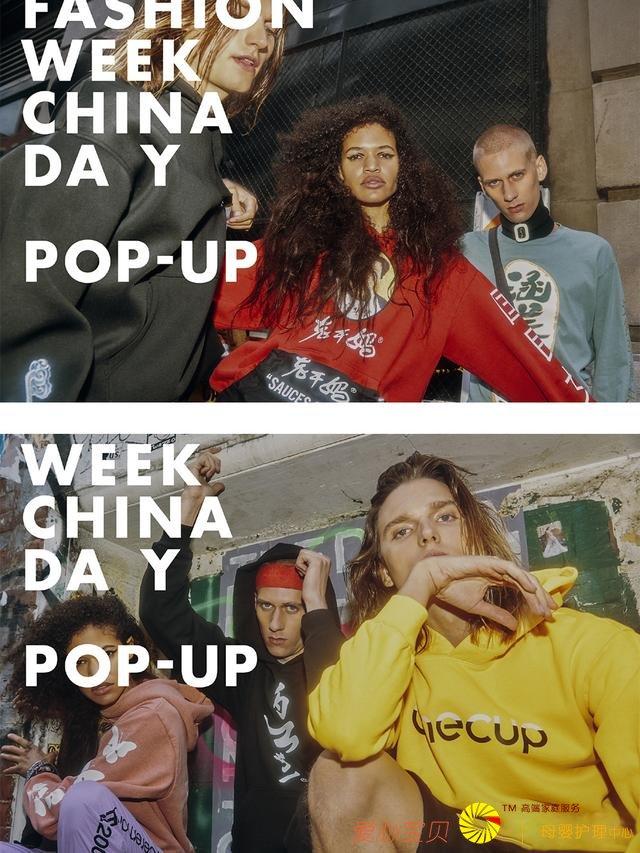 FASHION
WEEK
CHINA
DA Y
POP-UP
老干妈®
老干妈®
"SAUCES
WEEK
CHINA
DA Y
POP-UP
uecup
TM 高端家庭服务
爱心宝贝
母婴护理中心